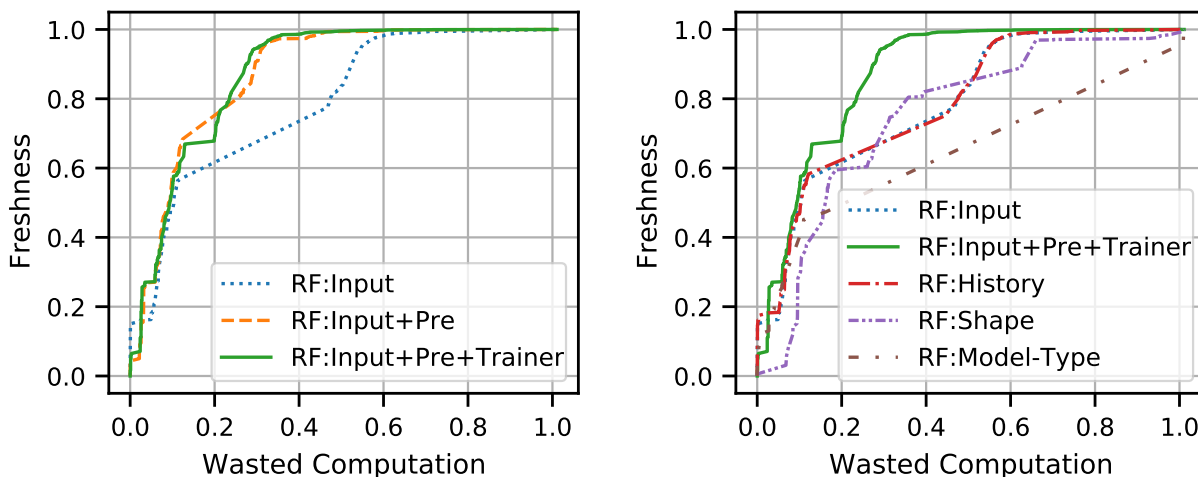 1.0
0.8
0.6
0.4
0.2
0.0
Freshness
0.0 0.2 0.4 0.6 0.8 1.0
Wasted Computation
RF:Input
RF:Input+Pre
RF:Input+Pre+Trainer
1.0
0.8
0.6
0.4
0.2
0.0
Freshness
0.0 0.2 0.4 0.6 0.8 1.0
Wasted Computation
RF:Input
RF:Input+Pre+Trainer
RF:History
RF:Shape
RF:Model-Type